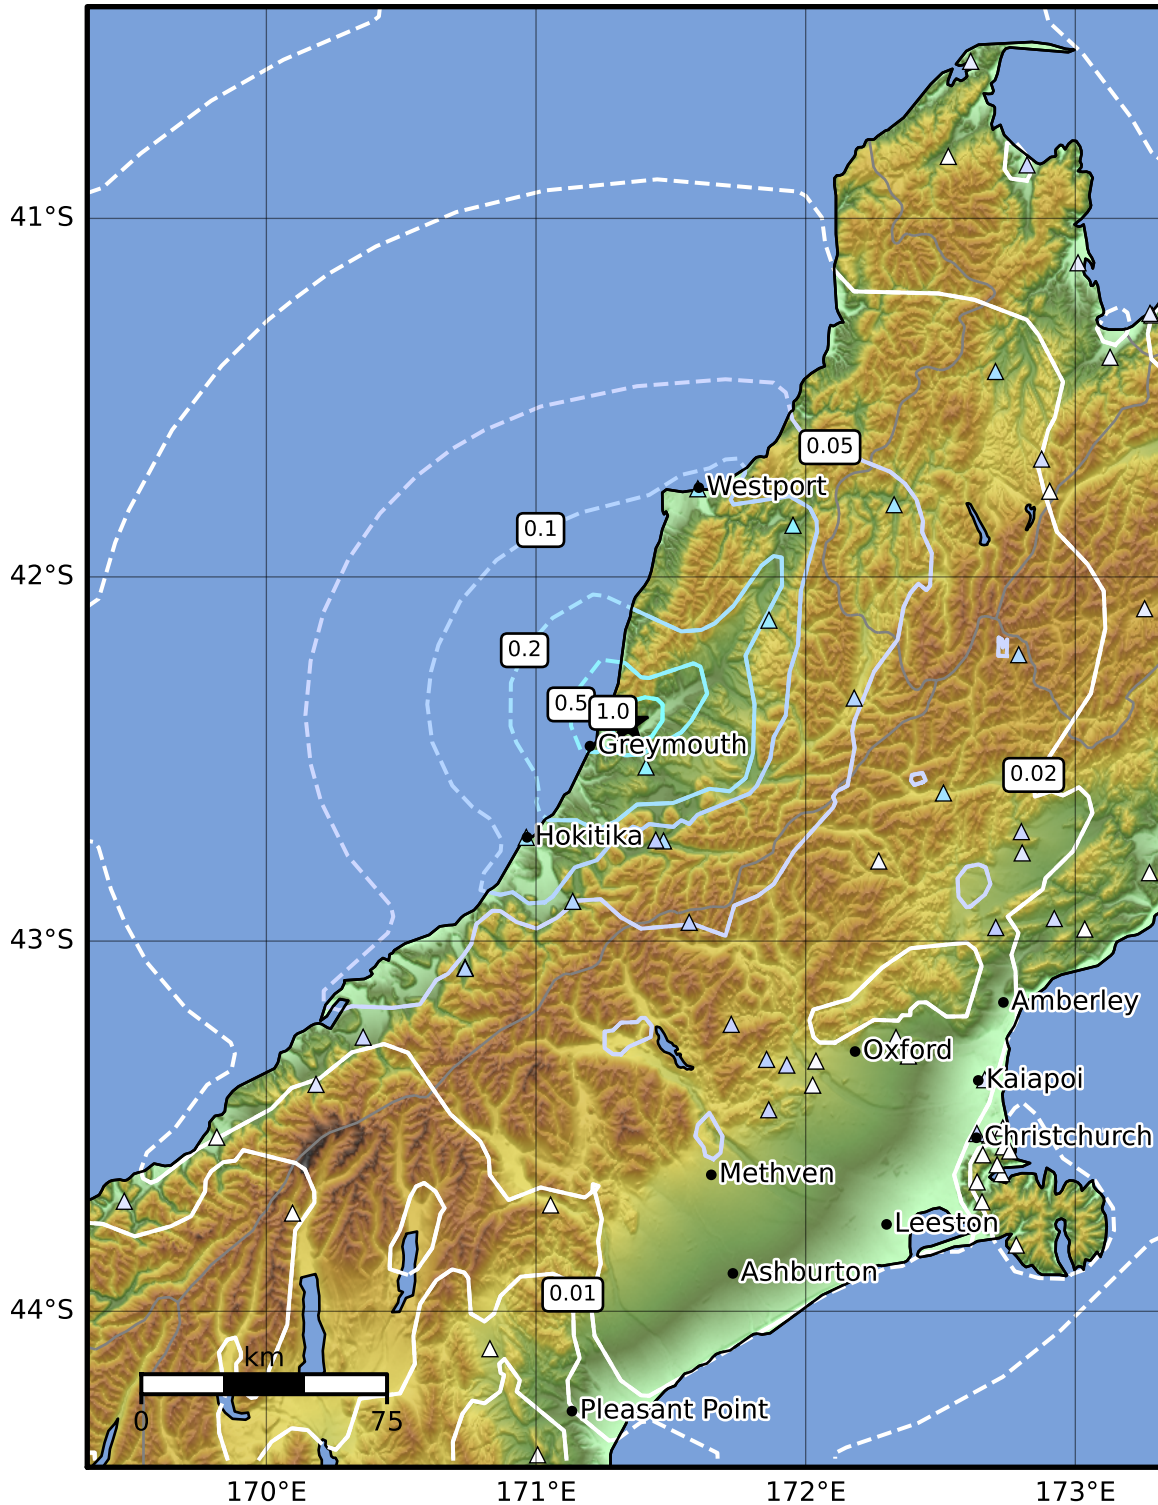 41°S
0.05
Westport
0.1
42°S
0.2
0.5
1.0
Greymouth
0.02
Hokitika
43°S
Amberley
Oxford
Kaiapoi
Christchurch
Methven
Leeston
Ashburton
0.01
44°S
km
0
75
Pleasant Point
170°E
171°E
172°E
173°E